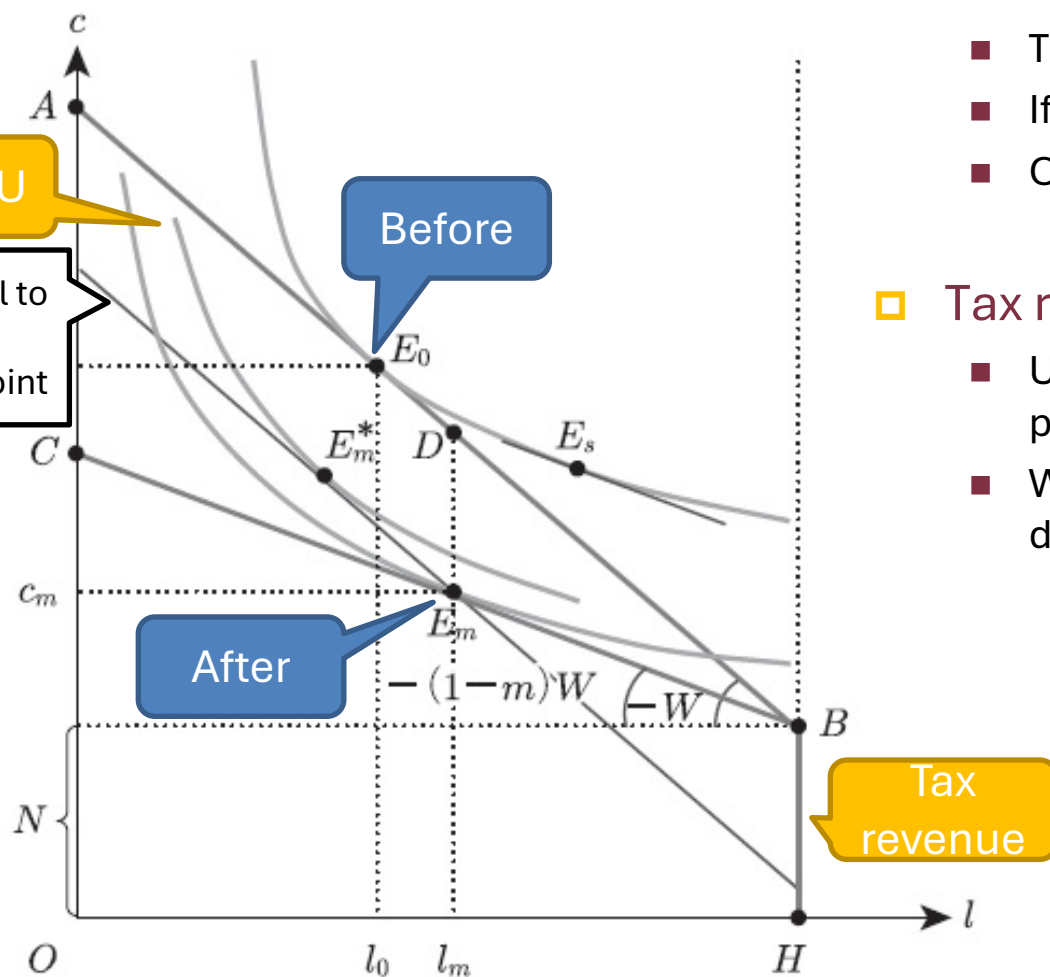 c
A
U
l to
oint
Before
E₀
E*ₘ
D
Eₛ
C
cₘ
Eₘ
After
−(1−m)W
−W
B
N
Tax
revenue
O
l₀
lₘ
H
l
T
If
C
Tax r
U
p
W
d